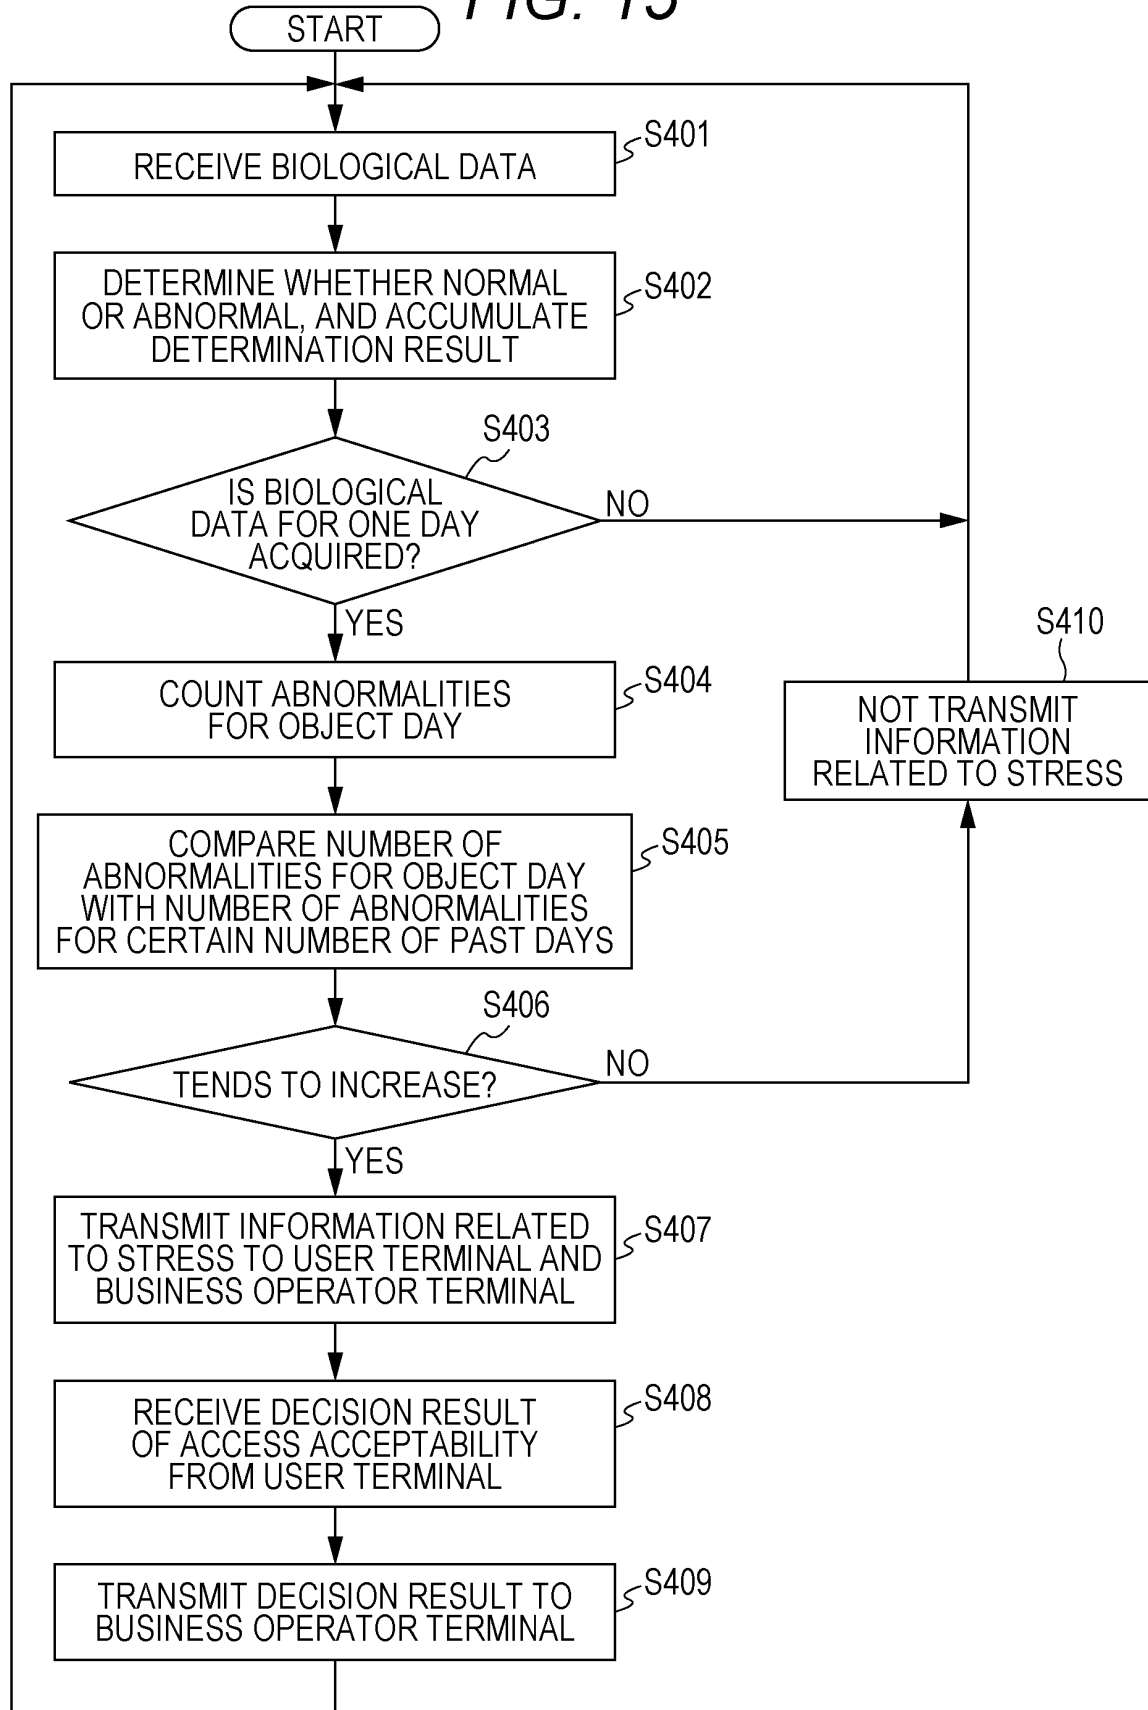 FIG.
START
S401
RECEIVE BIOLOGICAL DATA
S402
DETERMINE WHETHER NORMAL
OR ABNORMAL, AND ACCUMULATE
DETERMINATION RESULT
S403
IS BIOLOGICAL
DATA FOR ONE DAY
ACQUIRED?
NO
YES
S404
COUNT ABNORMALITIES
FOR OBJECT DAY
S410
NOT TRANSMIT
INFORMATION
RELATED TO STRESS
S405
COMPARE NUMBER OF
ABNORMALITIES FOR OBJECT DAY
WITH NUMBER OF ABNORMALITIES
FOR CERTAIN NUMBER OF PAST DAYS
S406
TENDS TO INCREASE?
NO
YES
S407
TRANSMIT INFORMATION RELATED
TO STRESS TO USER TERMINAL AND
BUSINESS OPERATOR TERMINAL
S408
RECEIVE DECISION RESULT
OF ACCESS ACCEPTABILITY
FROM USER TERMINAL
S409
TRANSMIT DECISION RESULT TO
BUSINESS OPERATOR TERMINAL